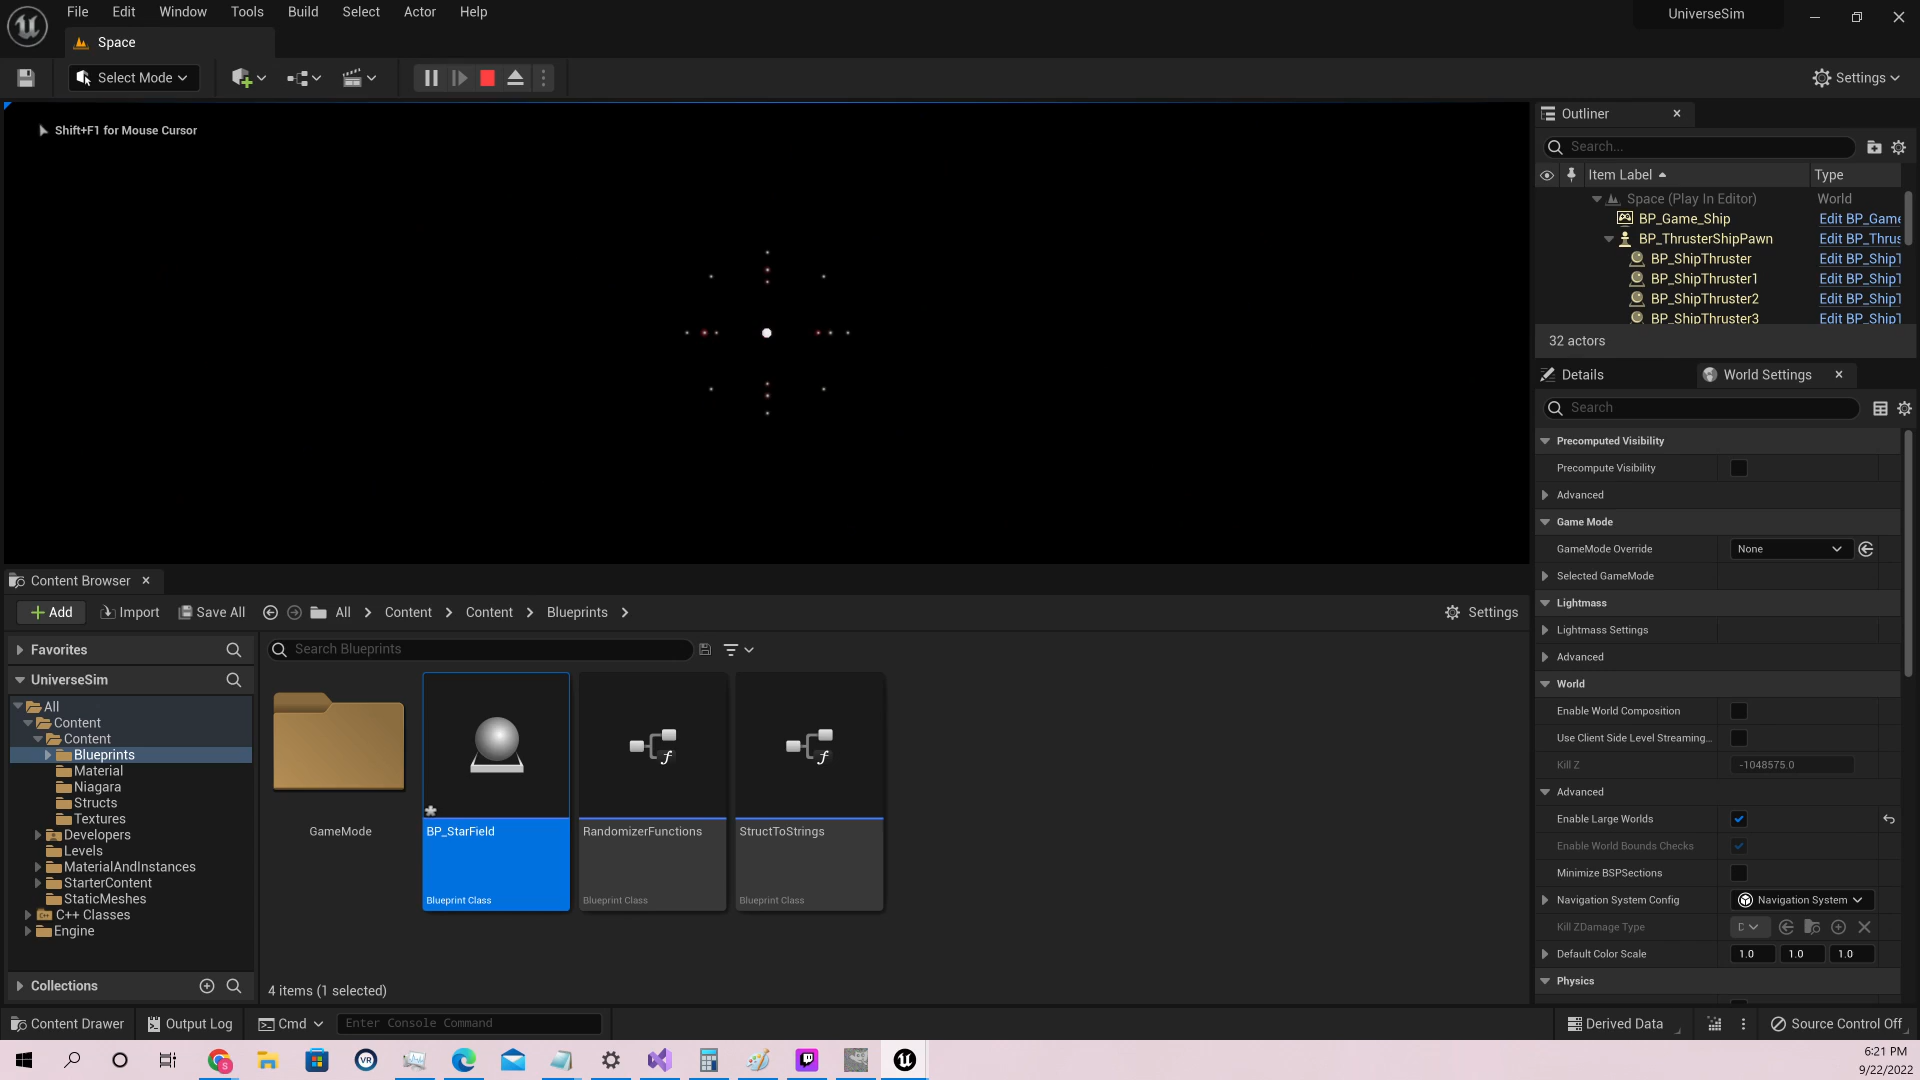 File Edit Window Tools Build Select Actor Help
UniverseSim
Space
Select Mode
Settings
Shift+F1 for Mouse Cursor
Outliner
Search...
Item Label
Type
Space (Play In Editor)
World
BP_Game_Ship
Edit BP_Game
BP_ThrusterShipPawn
Edit BP_Thrus
BP_ShipThruster
Edit BP_ShipT
BP_ShipThruster1
Edit BP_ShipT
BP_ShipThruster2
Edit BP_ShipT
BP_ShipThruster3
Edit BP_ShipT
32 actors
Details
World Settings
Search
Precomputed Visibility
Precompute Visibility
Advanced
Game Mode
GameMode Override
None
Selected GameMode
Lightmass
Lightmass Settings
Advanced
World
Enable World Composition
Use Client Side Level Streaming...
Kill Z
-1048575.0
Advanced
Enable Large Worlds
Enable World Bounds Checks
Minimize BSPSections
Navigation System Config
Navigation System
Kill ZDamage Type
Default Color Scale
1.0 1.0 1.0
Physics
Content Browser
Add
Import
Save All
All
Content
Content
Blueprints
Settings
Favorites
UniverseSim
All
Content
Content
Blueprints
Material
Niagara
Structs
Textures
Developers
Levels
MaterialAndInstances
StarterContent
StaticMeshes
C++ Classes
Engine
Collections
Search Blueprints
GameMode
BP_StarField
Blueprint Class
RandomizerFunctions
Blueprint Class
StructToStrings
Blueprint Class
4 items (1 selected)
Content Drawer
Output Log
Cmd
Enter Console Command
Derived Data
Source Control Off
6:21 PM
9/22/2022